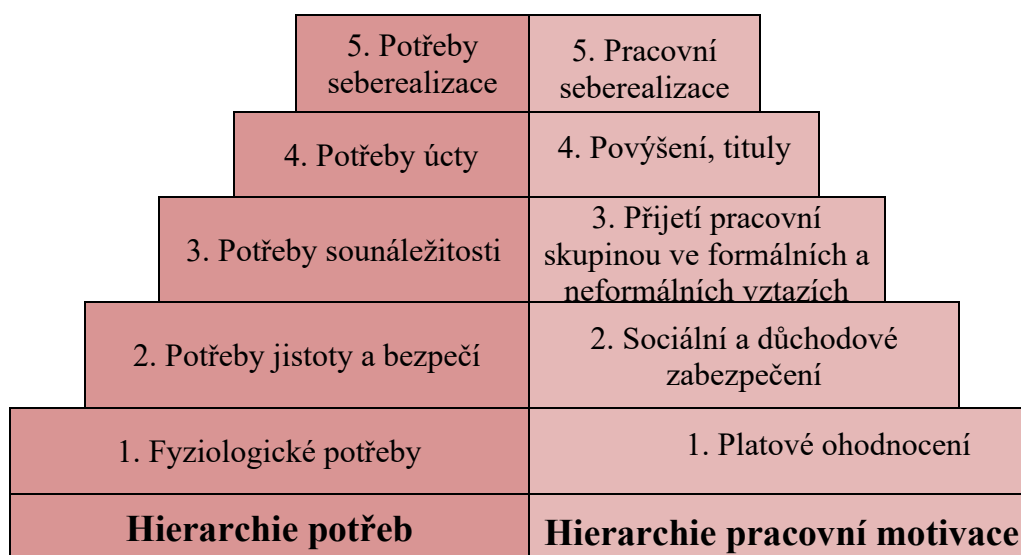 5. Potřeby
seberealizace
5. Pracovní
seberealizace
4. Potřeby úcty
4. Povýšení, tituly
3. Potřeby sounáležitosti
3. Přijetí pracovní
skupinou ve formálních a
neformálních vztazích
2. Potřeby jistoty a bezpečí
2. Sociální a důchodové
zabezpečení
1. Fyziologické potřeby
1. Platové ohodnocení
Hierarchie potřeb
Hierarchie pracovní motivace